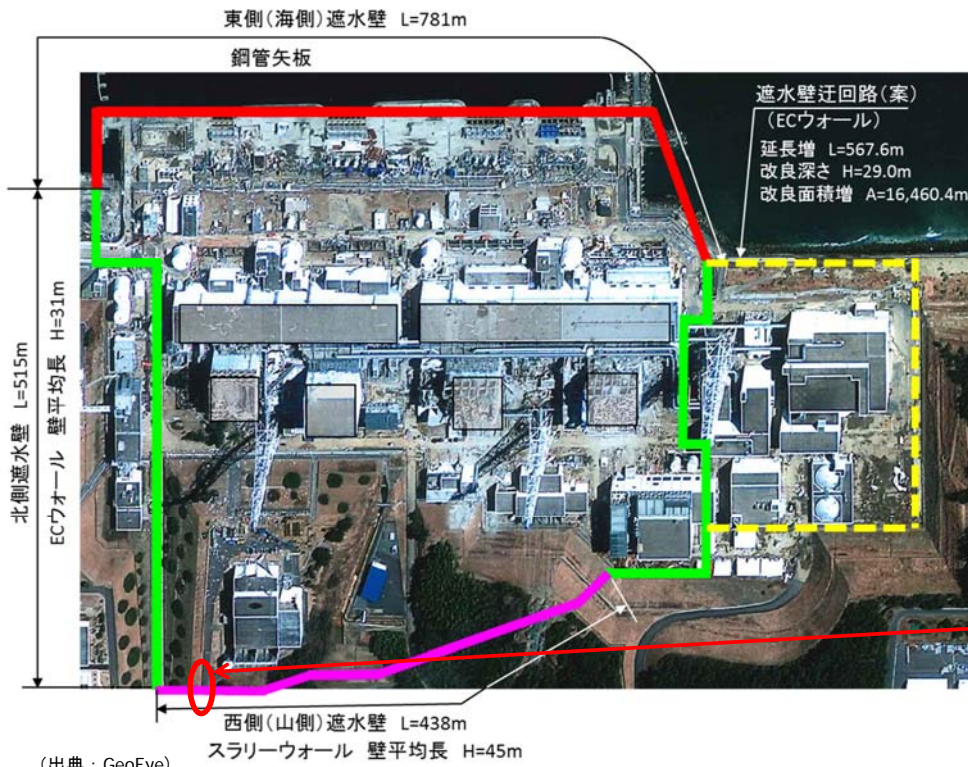 東側（海側）遮水壁 L=781m
鋼管矢板
遮水壁迂回路（案）
（ECウォール）
延長増 L=567.6m
改良深さ H=29.0m
改良面積増 A=16,460.4m
北側遮水壁 L=515m
ECウォール 壁平均長 H=31m
西側（山側）遮水壁 L=438m
スラリーウォール 壁平均長 H=45m
（出典：GeoEye）